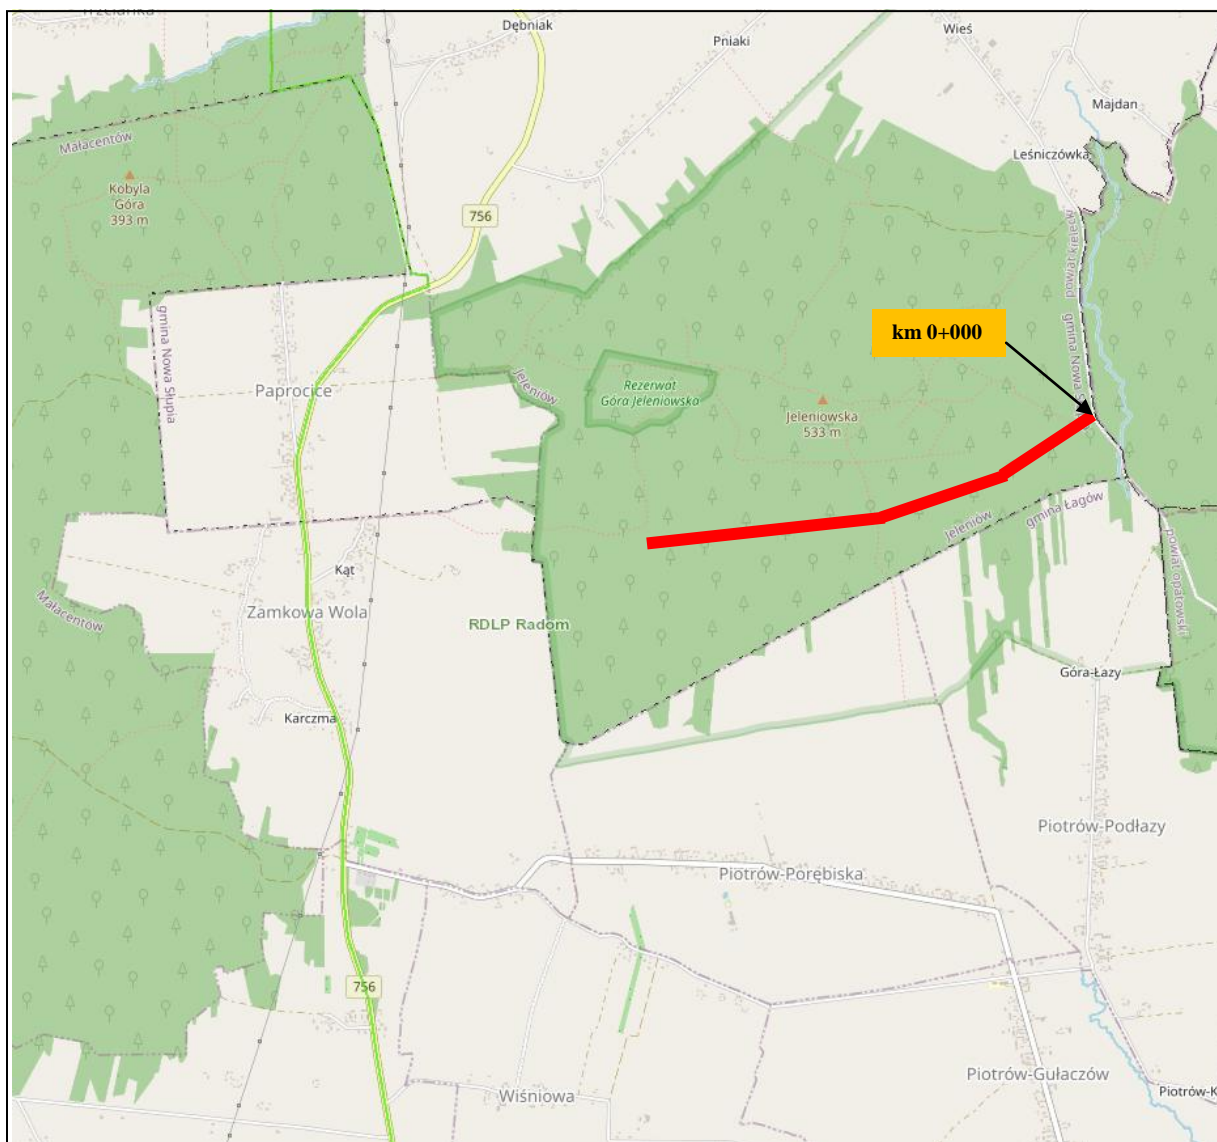 Trzcianka
Dębniak
Pniaki
Wieś
Majdan
Małacentów
Leśniczówka
Kobyla
Góra
393 m
756
powiat kielecki
gmina Nowa Słupia
km 0+000
gmina Nowa S
Paprocice
Jeleniów
Rezerwat
Góra Jeleniowska
Jeleniowska
533 m
Jeleniów
gmina Łagów
powiat opatowski
Kąt
Małacentów
Zamkowa Wola
RDLP Radom
Góra-Łazy
Karczma
Piotrów-Podłazy
Piotrów-Porębiska
756
Piotrów-Gułaczów
Wiśniowa
Piotrów-K